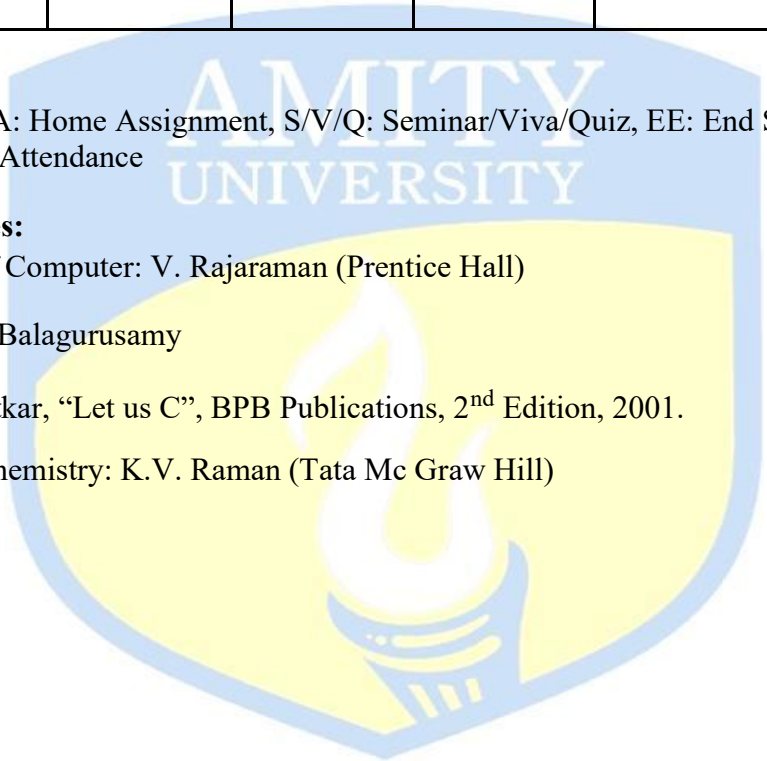 AMITY
UNIVERSITY
A: Home Assignment, S/V/Q: Seminar/Viva/Quiz, EE: End S
Attendance
s:
Computer: V. Rajaraman (Prentice Hall)
Balagurusamy
tkar, “Let us C”, BPB Publications, 2nd Edition, 2001.
hemistry: K.V. Raman (Tata Mc Graw Hill)